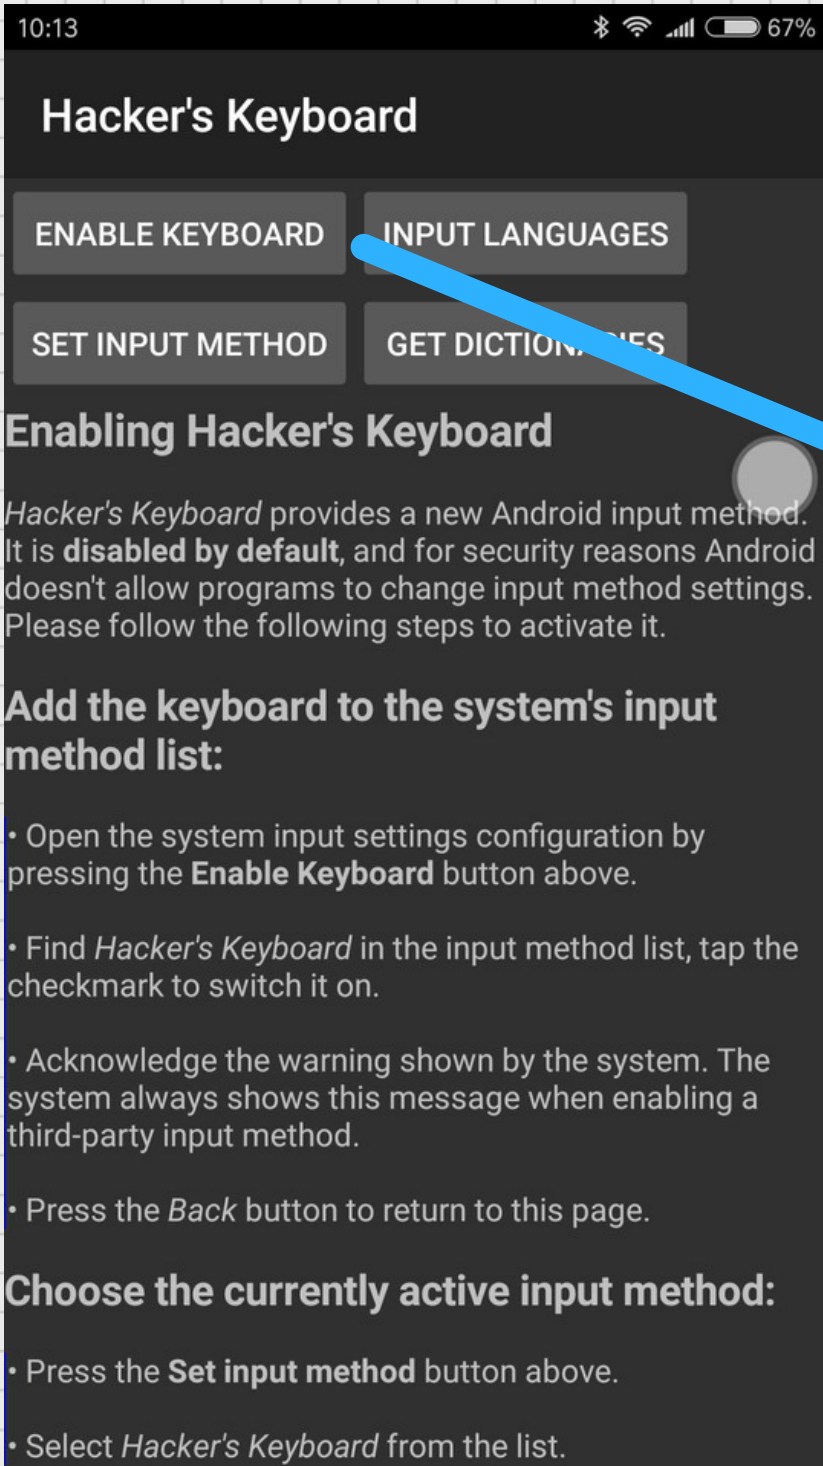 10:13 67%
Hacker's Keyboard
ENABLE KEYBOARD INPUT LANGUAGES
SET INPUT METHOD GET DICTIONARIES
Enabling Hacker's Keyboard
Hacker's Keyboard provides a new Android input method.
It is disabled by default, and for security reasons Android
doesn't allow programs to change input method settings.
Please follow the following steps to activate it.
Add the keyboard to the system's input
method list:
• Open the system input settings configuration by
pressing the Enable Keyboard button above.
• Find Hacker's Keyboard in the input method list, tap the
checkmark to switch it on.
• Acknowledge the warning shown by the system. The
system always shows this message when enabling a
third-party input method.
• Press the Back button to return to this page.
Choose the currently active input method:
• Press the Set input method button above.
• Select Hacker's Keyboard from the list.